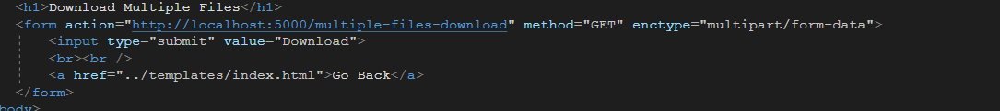 <h1>Download Multiple Files</h1>
<form action="http://localhost:5000/multiple-files-download" method="GET" enctype="multipart/form-data">
<input type="submit" value="Download">
<br><br />
<a href="../templates/index.html">Go Back</a>
</form>
body>